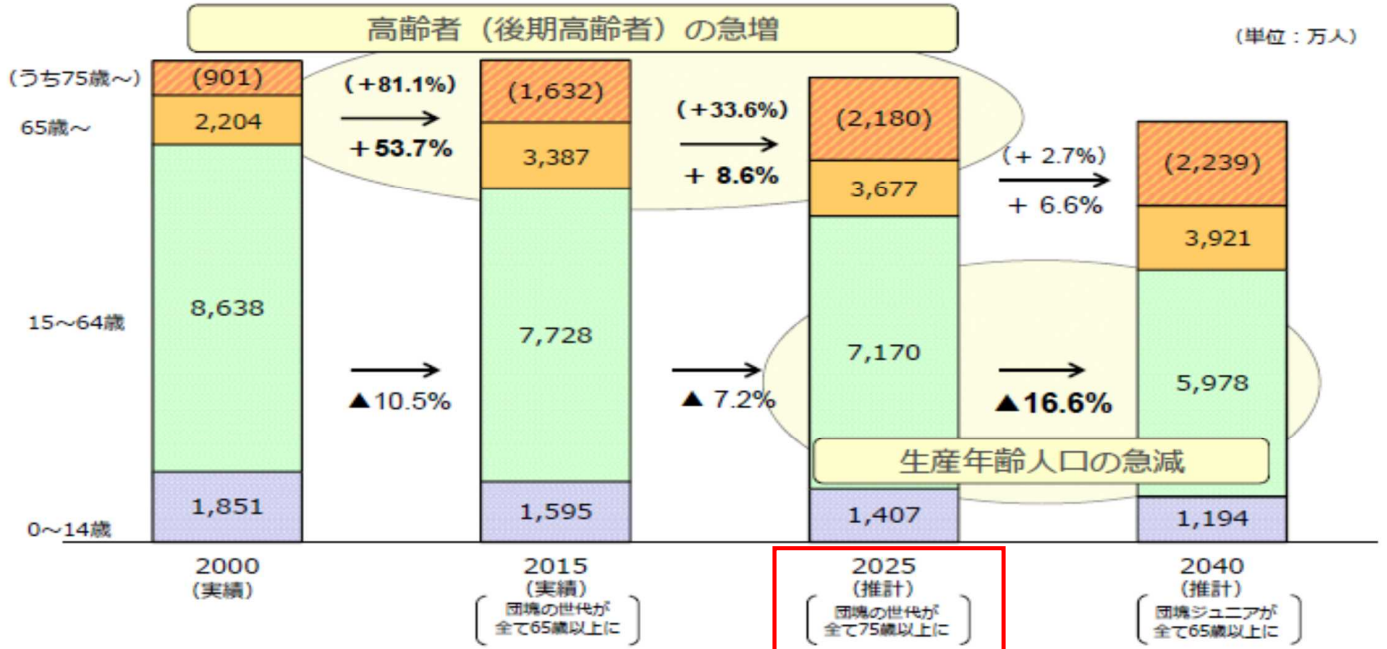 高齢者（後期高齢者）の急増
（単位：万人）
（うち75歳～）
(901)
(+81.1%)
(1,632)
(+33.6%)
(2,180)
(+ 2.7%)
(2,239)
65歳～
2,204
+53.7%
3,387
+ 8.6%
3,677
+ 6.6%
3,921
15～64歳
8,638
▲10.5%
7,728
▲ 7.2%
7,170
▲16.6%
5,978
生産年齢人口の急減
0～14歳
1,851
1,595
1,407
1,194
2000
（実績）
2015
（実績）
団塊の世代が
全て65歳以上に
2025
（推計）
団塊の世代が
全て75歳以上に
2040
（推計）
団塊ジュニアが
全て65歳以上に